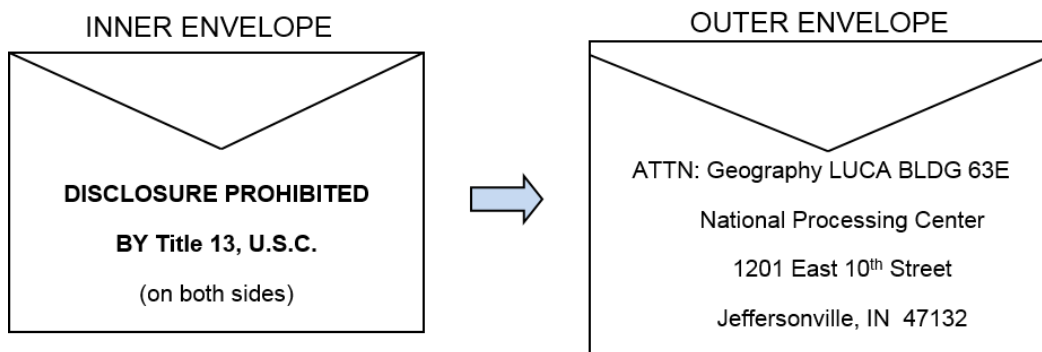 INNER ENVELOPE
DISCLOSURE PROHIBITED
BY Title 13, U.S.C.
(on both sides)
OUTER ENVELOPE
ATTN: Geography LUCA BLDG 63E
National Processing Center
1201 East 10th Street
Jeffersonville, IN 47132